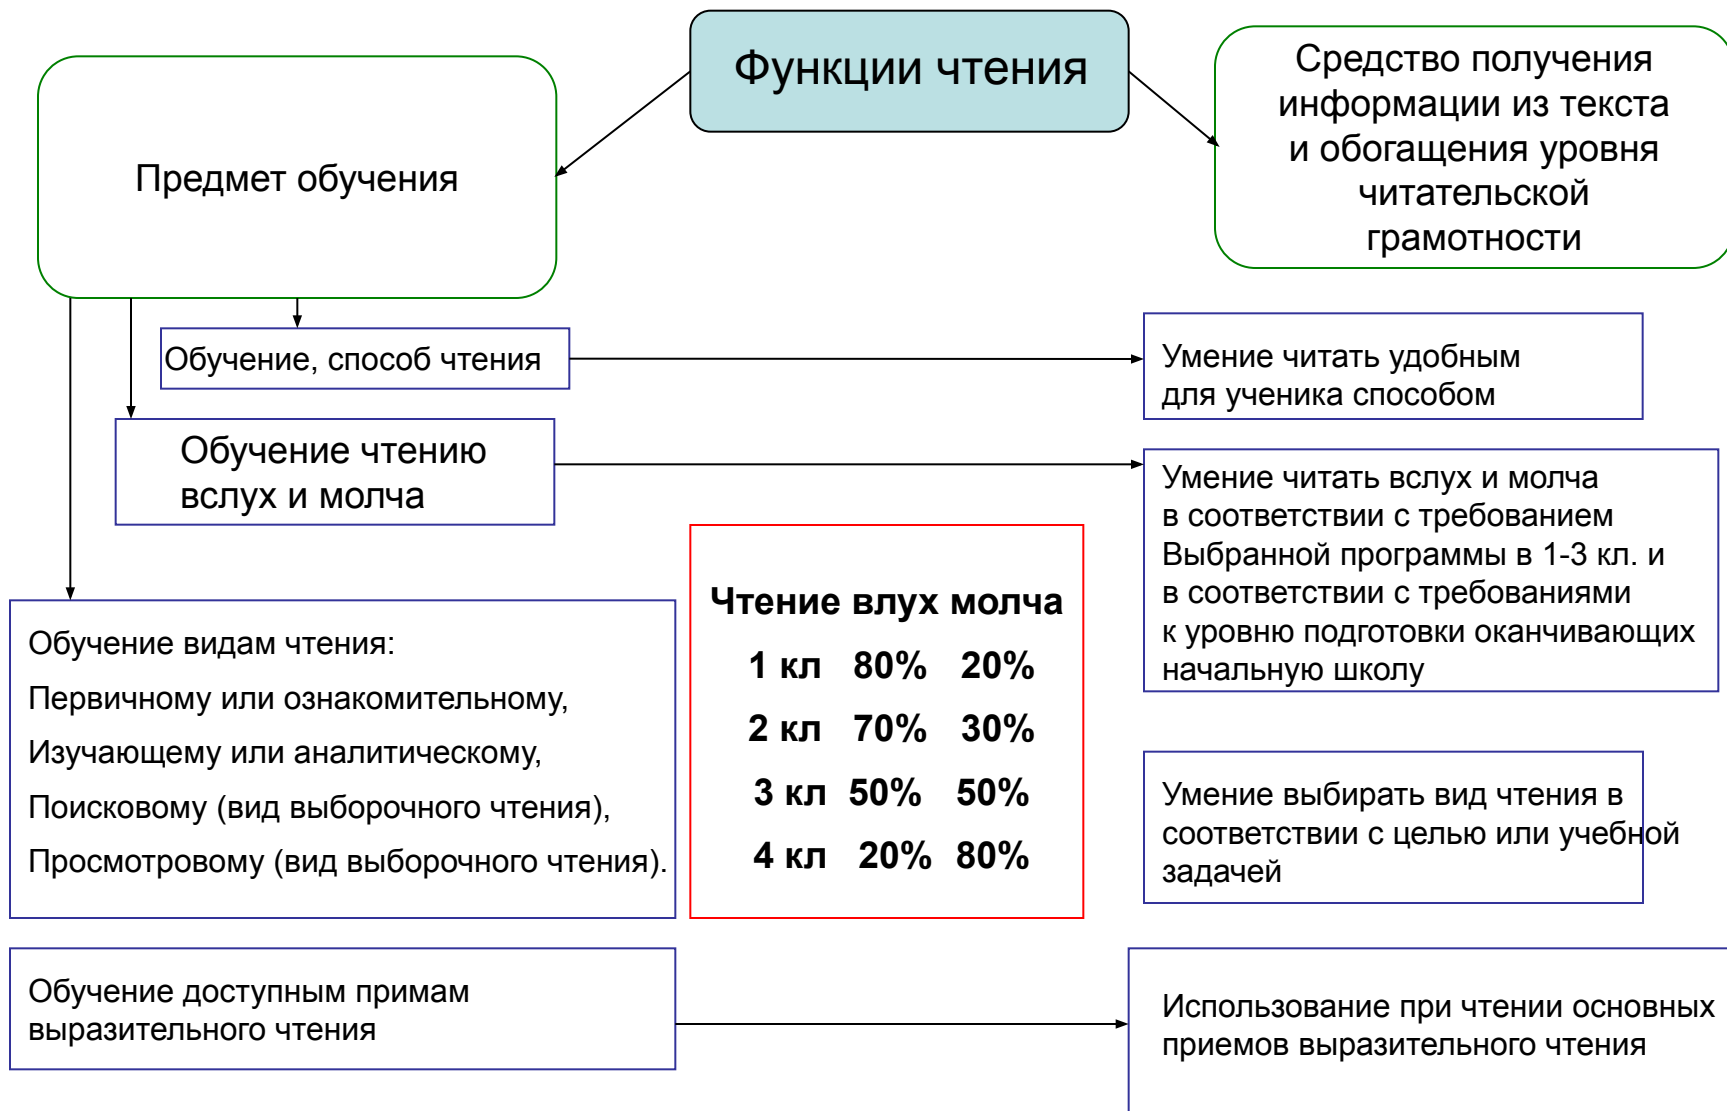 Функции чтения
Предмет обучения
Средство получения
информации из текста
и обогащения уровня
читательской
грамотности
Обучение, способ чтения
Умение читать удобным
для ученика способом
Обучение чтению
вслух и молча
Умение читать вслух и молча
в соответствии с требованием
Выбранной программы в 1-3 кл. и
в соответствии с требованиями
к уровню подготовки оканчивающих
начальную школу
Обучение видам чтения:
Первичному или ознакомительному,
Изучающему или аналитическому,
Поисковому (вид выборочного чтения),
Просмотровому (вид выборочного чтения).
Чтение влух молча
1 кл 80% 20%
2 кл 70% 30%
3 кл 50% 50%
4 кл 20% 80%
Умение выбирать вид чтения в
соответствии с целью или учебной
задачей
Обучение доступным примам
выразительного чтения
Использование при чтении основных
приемов выразительного чтения